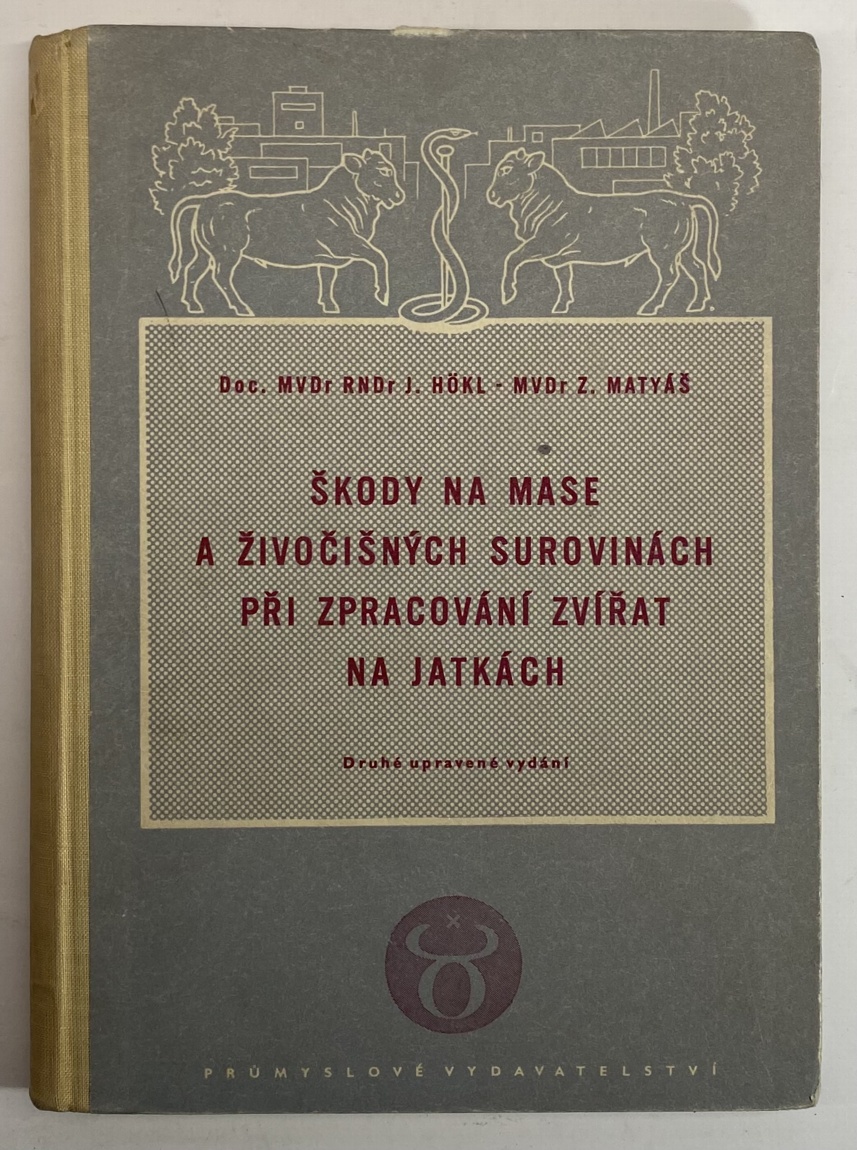 Doc. MVDr RNDr J. HÖKL - MVDr Z. MATYÁŠ
ŠKODY NA MASE
A ŽIVOČIŠNÝCH SUROVINÁCH
PŘI ZPRACOVÁNÍ ZVÍŘAT
NA JATKÁCH
Druhé upravené vydání
PRŮMYSLOVÉ VYDAVATELSTVÍ